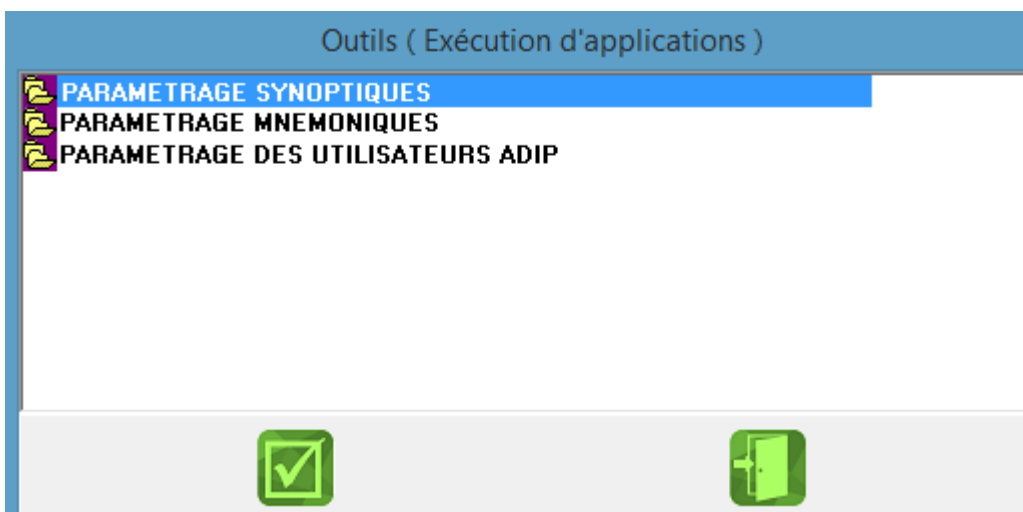 Outils ( Exécution d'applications )
PARAMETRAGE SYNOPTIQUES
PARAMETRAGE MNEMONIQUES
PARAMETRAGE DES UTILISATEURS ADIP